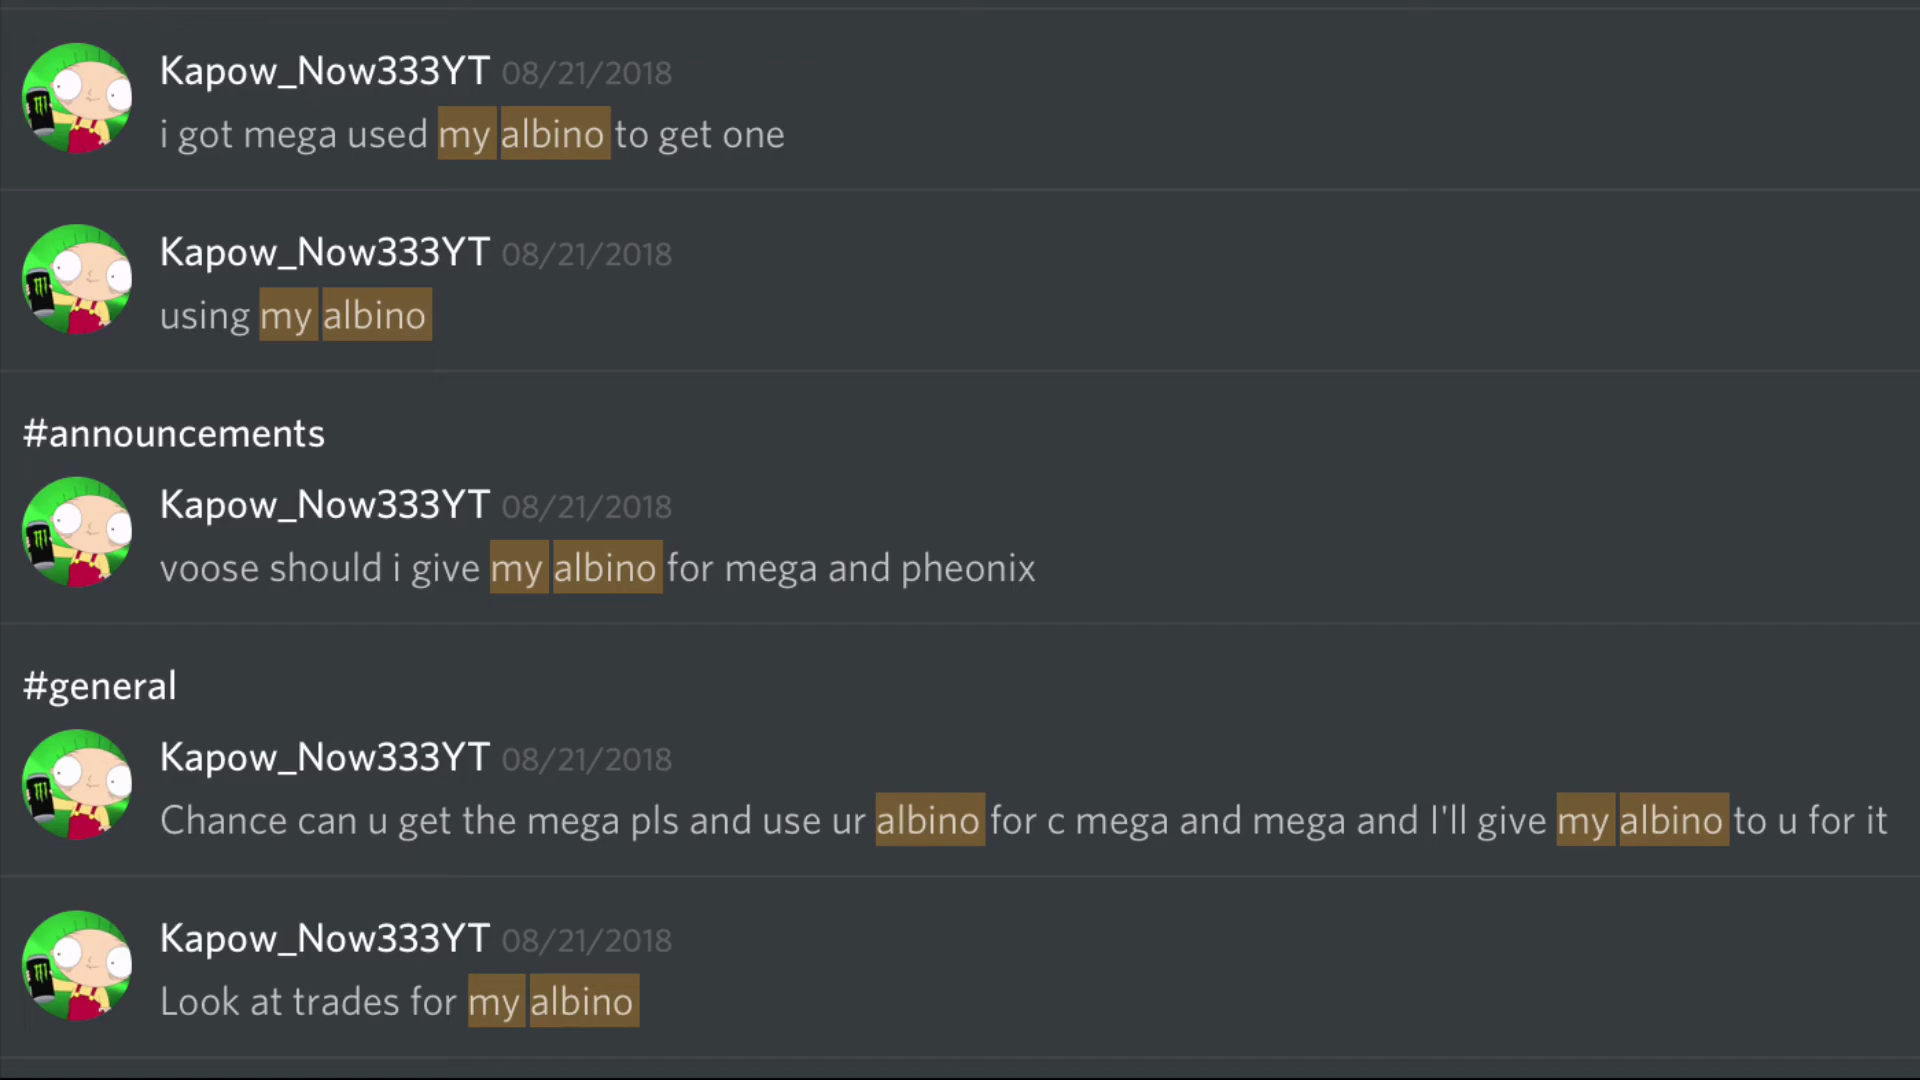 Kapow_Now333YT 08/21/2018
i got mega used my albino to get one
Kapow_Now333YT 08/21/2018
using my albino
#announcements
Kapow_Now333YT 08/21/2018
voose should i give my albino for mega and pheonix
#general
Kapow_Now333YT 08/21/2018
Chance can u get the mega pls and use ur albino for c mega and mega and I'll give my albino to u for it
Kapow_Now333YT 08/21/2018
Look at trades for my albino